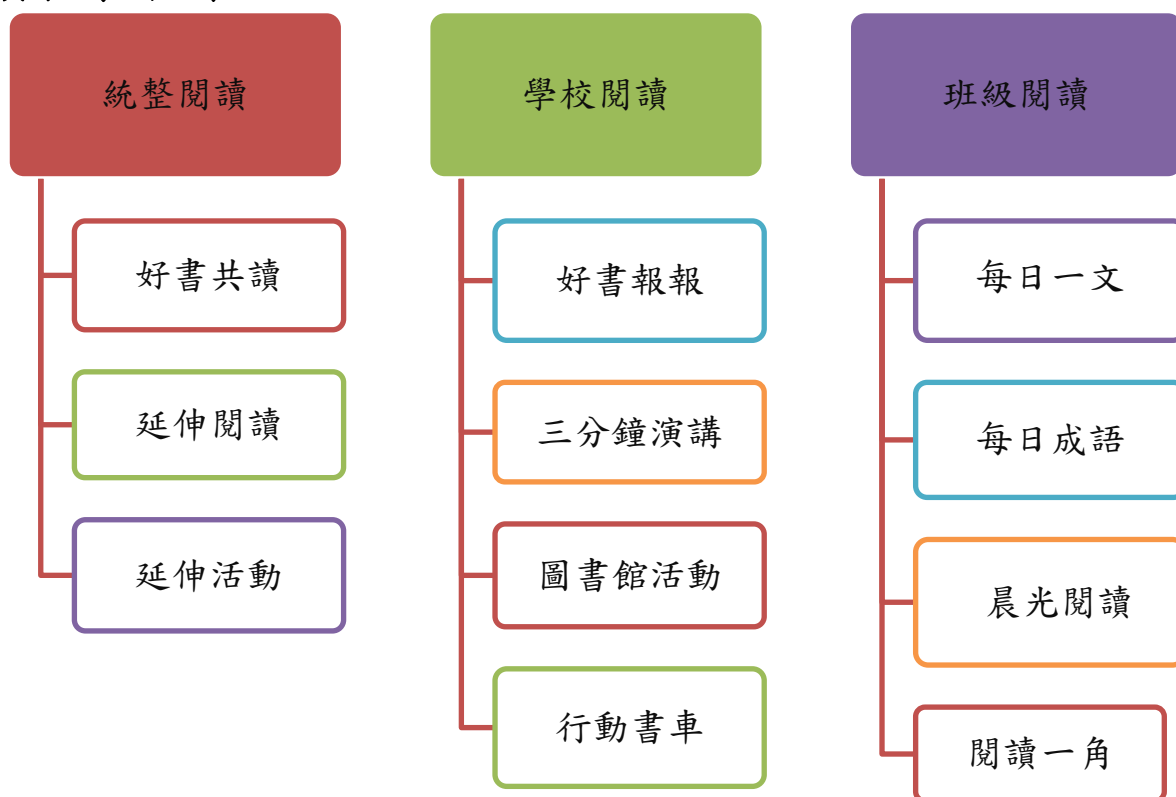 統整閱讀
好書共讀
延伸閱讀
延伸活動
學校閱讀
好書報報
三分鐘演講
圖書館活動
行動書車
班級閱讀
每日一文
每日成語
晨光閱讀
閱讀一角